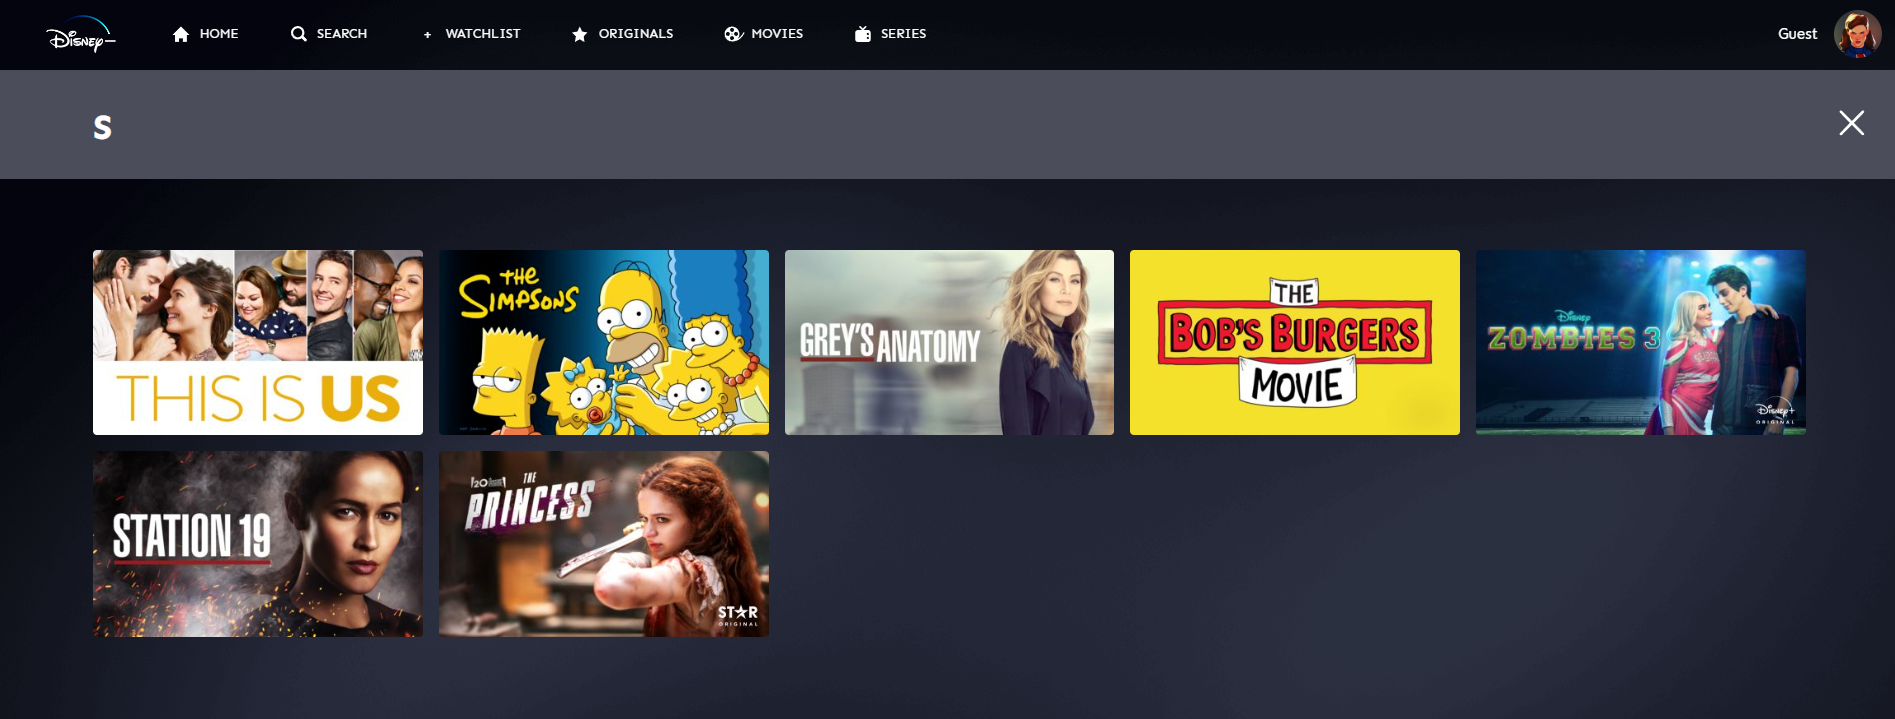 Disney+
HOME
SEARCH
+ WATCHLIST
ORIGINALS
MOVIES
SERIES
Guest
s
THIS IS US
THE
SIMPSONS
GREY'S ANATOMY
THE
BOB'S BURGERS
MOVIE
Disney
ZOMBIES 3
Disney+
ORIGINAL
STATION 19
20
THE
PRINCESS
STAR
ORIGINAL